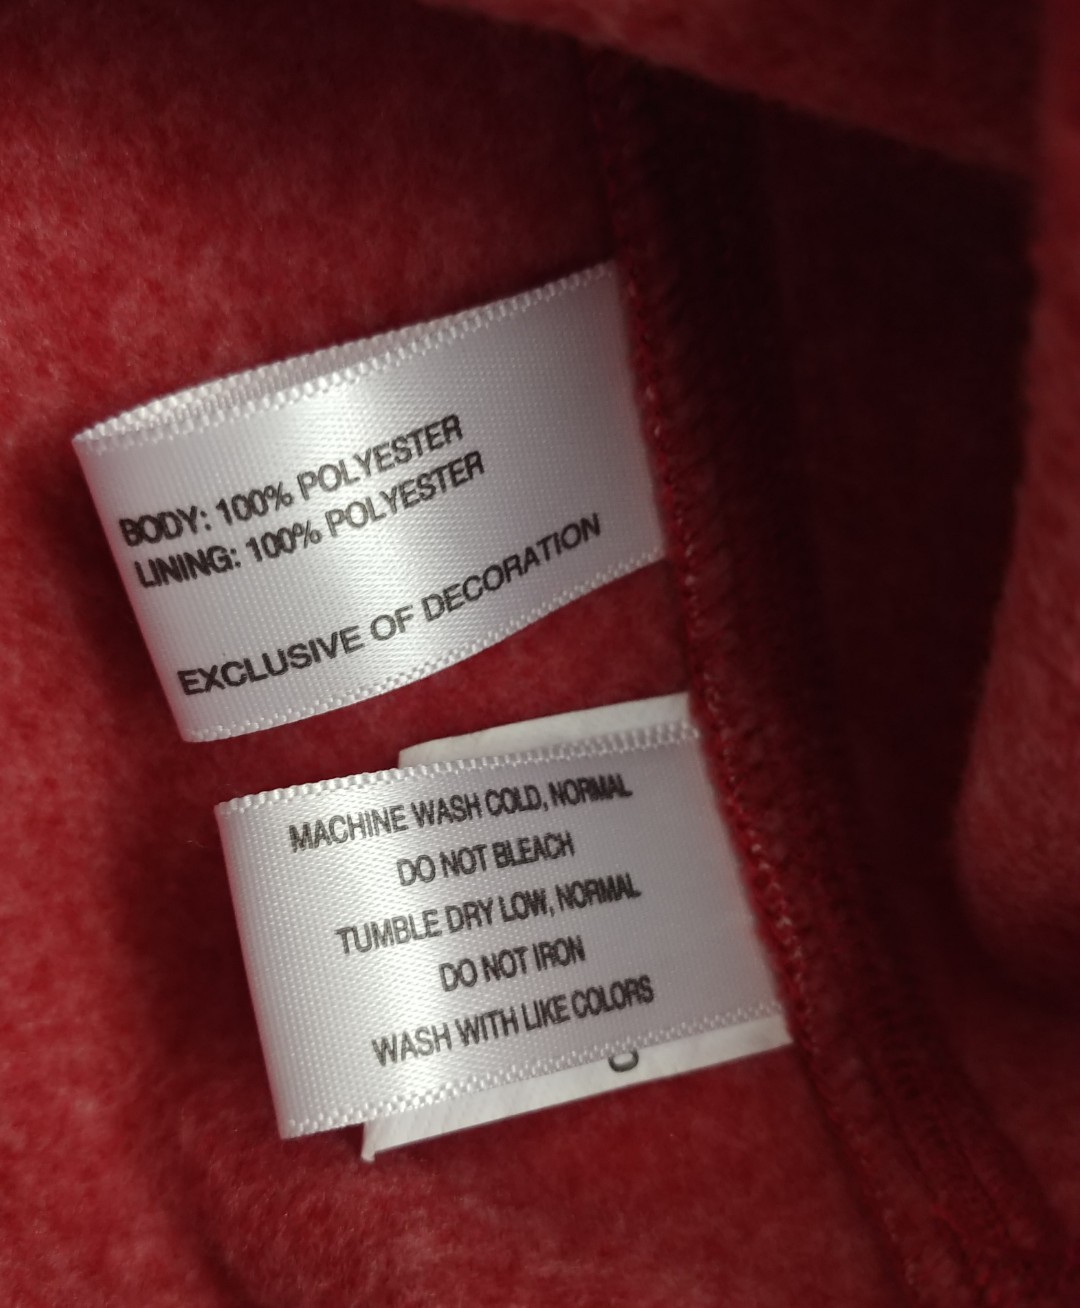 BODY: 100% POLYESTER
LINING: 100% POLYESTER
EXCLUSIVE OF DECORATION
MACHINE WASH COLD, NORMAL
DO NOT BLEACH
TUMBLE DRY LOW, NORMAL
DO NOT IRON
WASH WITH LIKE COLORS